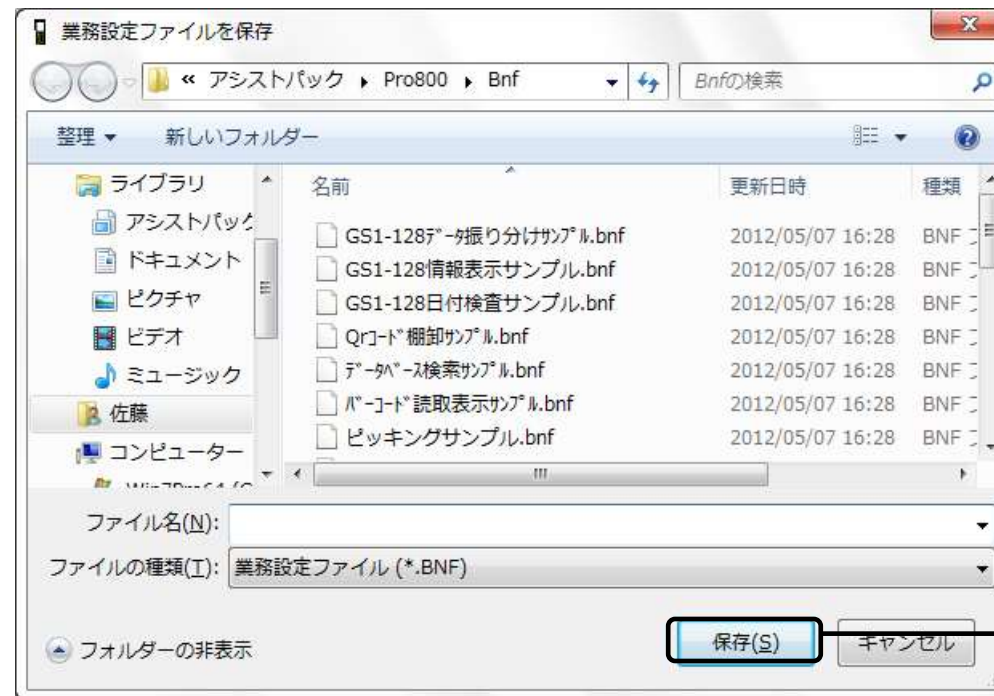 業務設定ファイルを保存
« アシストパック ▸ Pro800 ▸ Bnf
Bnfの検索
整理 ▼ 新しいフォルダー
ライブラリ
アシストパック
ドキュメント
ピクチャ
ビデオ
ミュージック
佐藤
コンピューター
名前 更新日時 種類
GS1-128ﾃﾞｰﾀ振り分けｻﾝﾌﾟﾙ.bnf 2012/05/07 16:28 BNF フ
GS1-128情報表示サンプル.bnf 2012/05/07 16:28 BNF フ
GS1-128日付検査サンプル.bnf 2012/05/07 16:28 BNF フ
Qrｺｰﾄﾞ棚卸ｻﾝﾌﾟﾙ.bnf 2012/05/07 16:28 BNF フ
ﾃﾞｰﾀﾍﾞｰｽ検索ｻﾝﾌﾟﾙ.bnf 2012/05/07 16:28 BNF フ
ﾊﾞｰｺｰﾄﾞ読取表示ｻﾝﾌﾟﾙ.bnf 2012/05/07 16:28 BNF フ
ピッキングサンプル.bnf 2012/05/07 16:28 BNF フ
ファイル名(N):
ファイルの種類(T): 業務設定ファイル (*.BNF)
フォルダーの非表示
保存(S) キャンセル